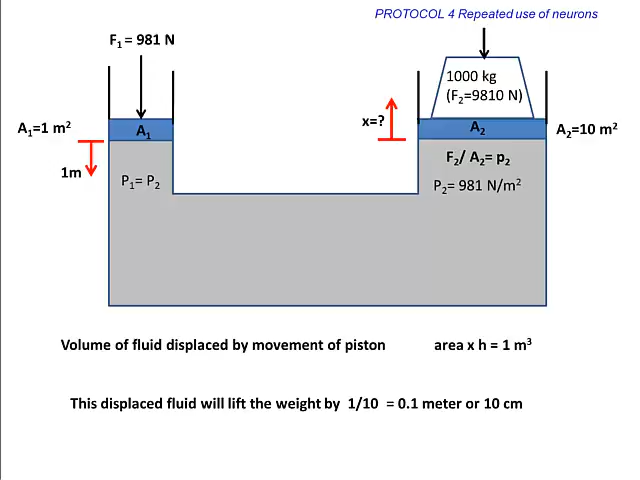 PROTOCOL 4 Repeated use of neurons
F₁ = 981 N
1000 kg
(F₂=9810 N)
x=?
A₁=1 m²
A₁
A₂
A₂=10 m²
1m
F₂/ A₂= p₂
P₁= P₂
P₂= 981 N/m²
Volume of fluid displaced by movement of piston area x h = 1 m³
This displaced fluid will lift the weight by 1/10 = 0.1 meter or 10 cm